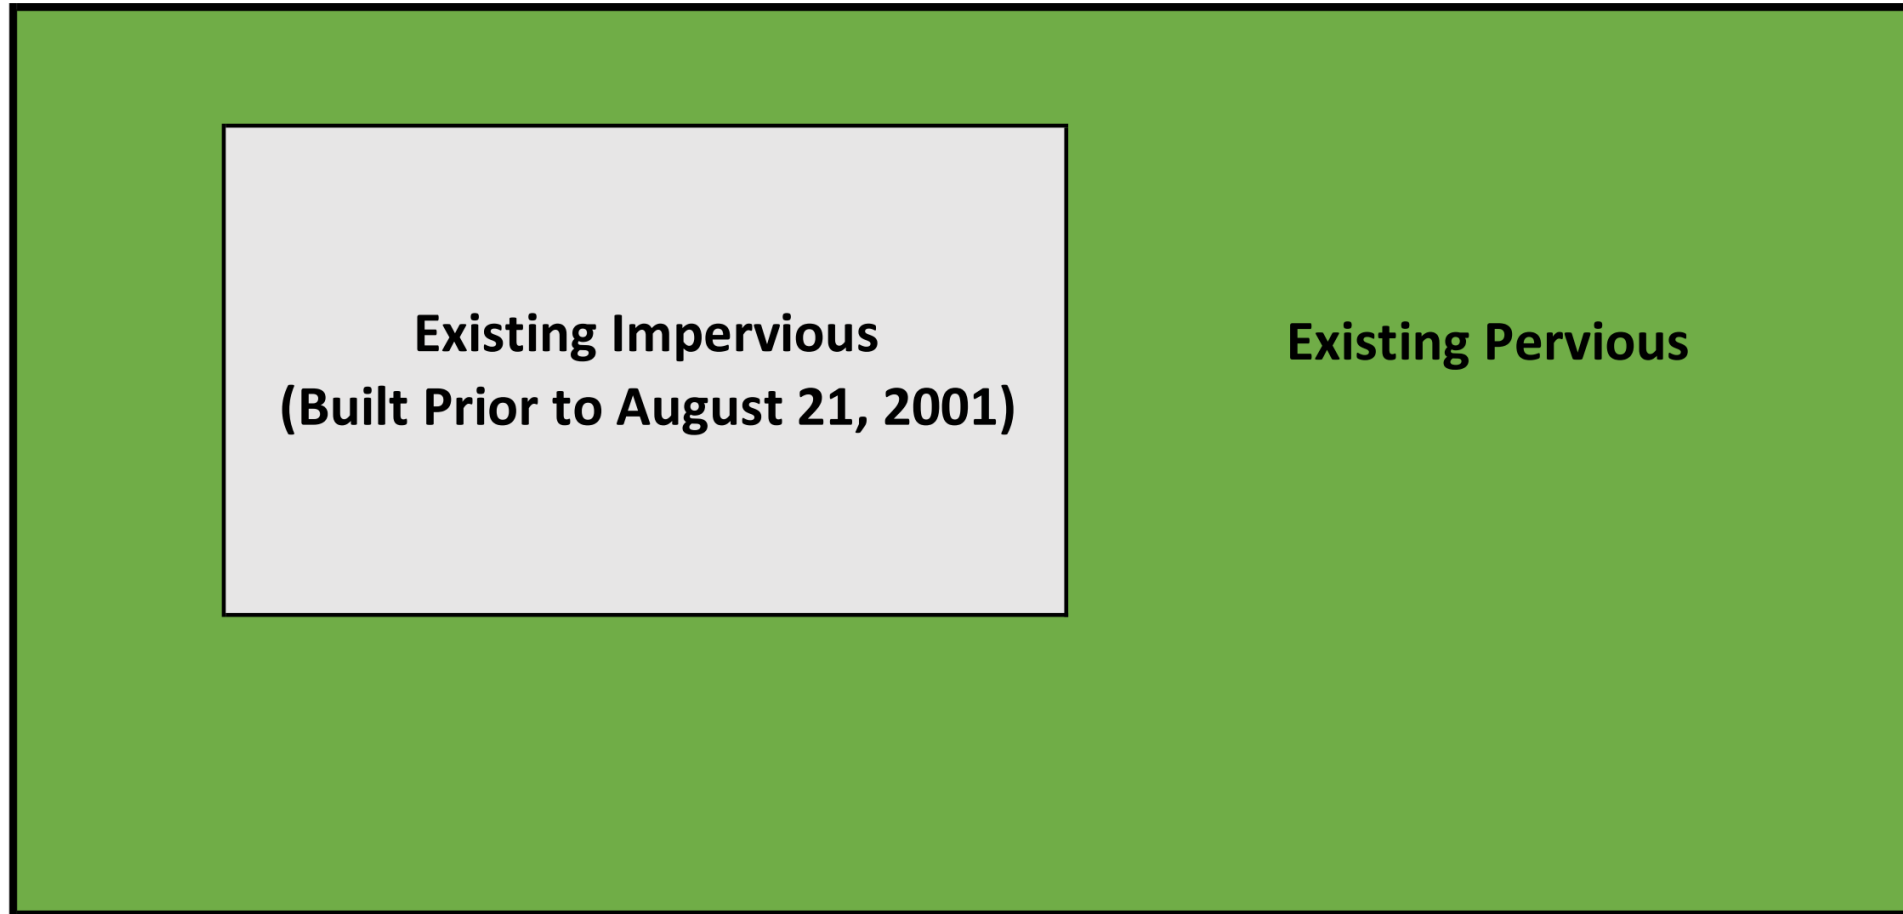 Existing Impervious
(Built Prior to August 21, 2001)
Existing Pervious